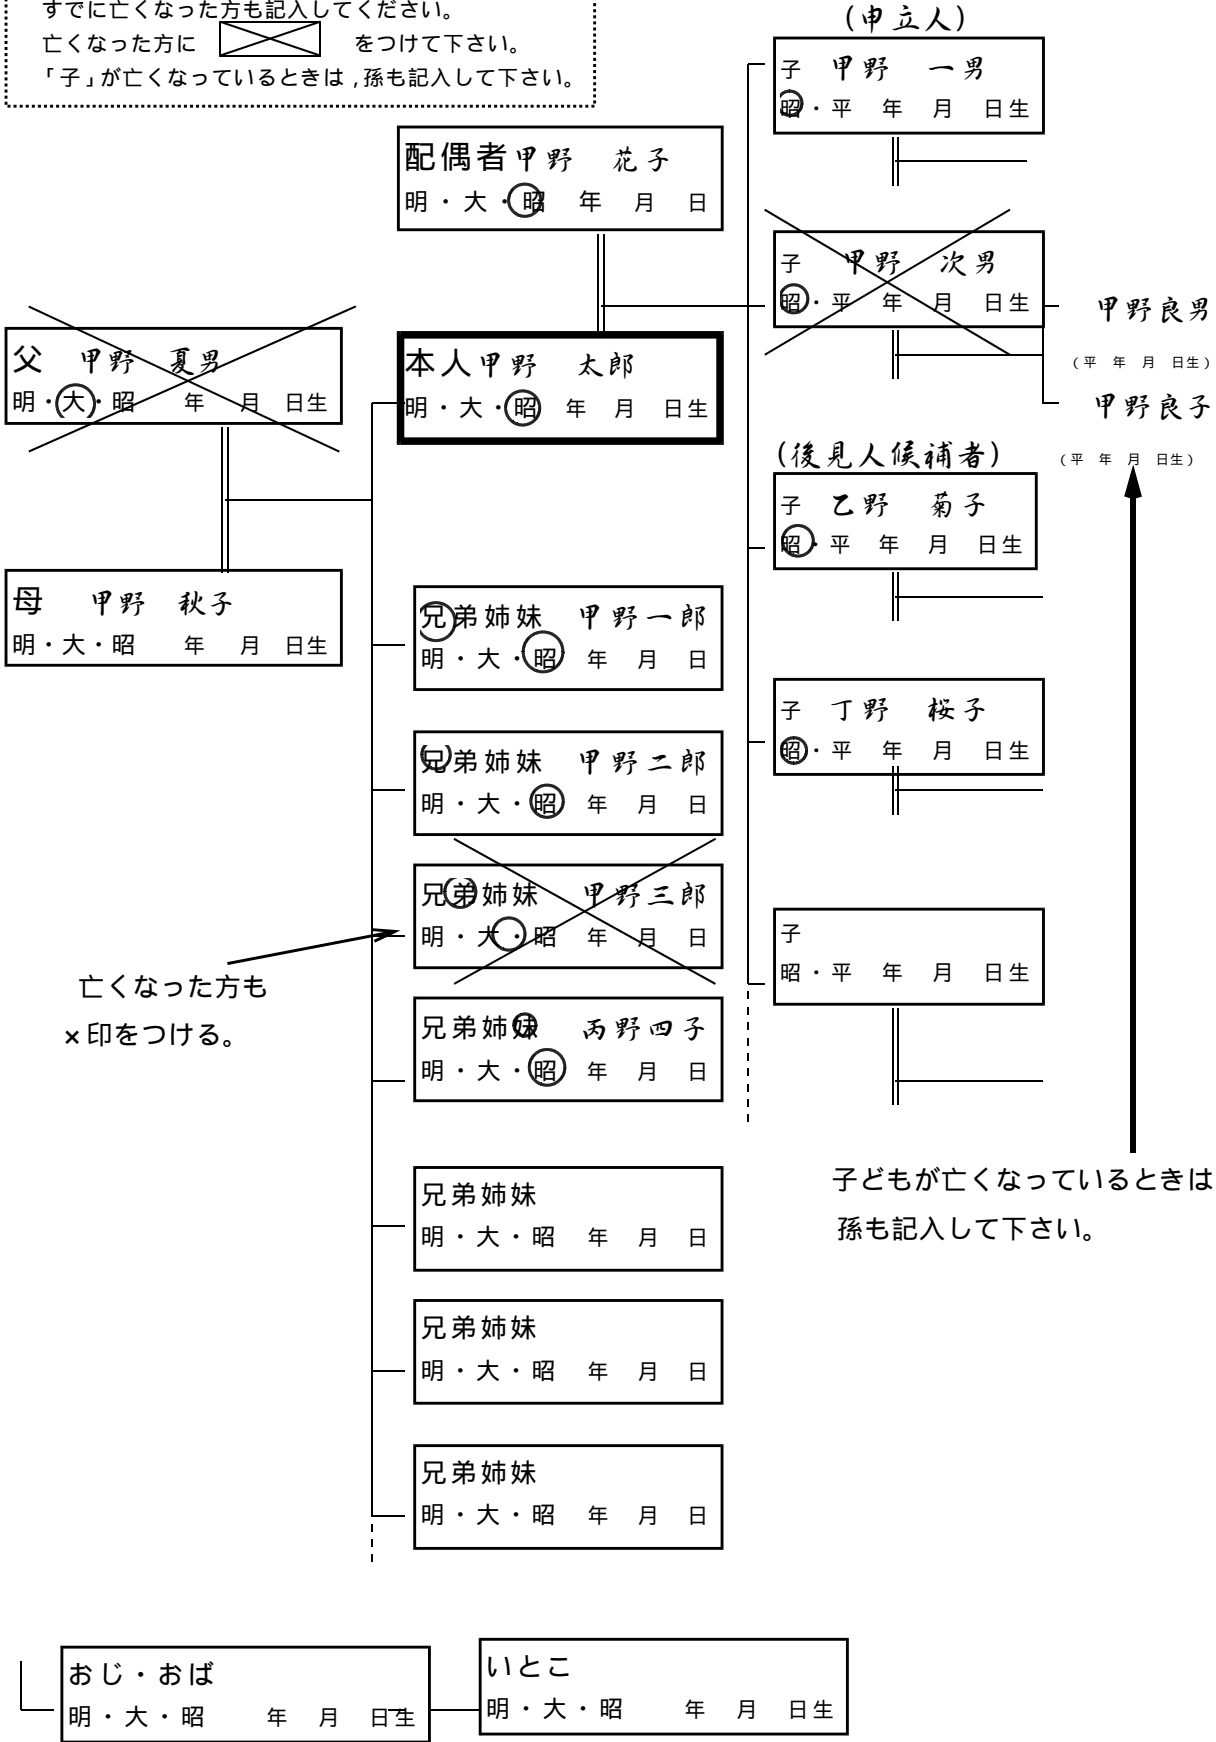 すでに亡くなった方も記入してください。
亡くなった方に　　　をつけて下さい。
「子」が亡くなっているときは，孫も記入して下さい。
（申立人）
子　甲野　一男
昭・平　年　月　日生
配偶者 甲野　花子
明・大・昭　年　月　日
子　甲野　次男
昭・平　年　月　日生
甲野良男
（平　年　月　日生）
甲野良子
（平　年　月　日生）
父　甲野　夏男
明・大・昭　年　月　日生
本人 甲野　太郎
明・大・昭　年　月　日生
（後見人候補者）
子　乙野　菊子
昭・平　年　月　日生
母　甲野　秋子
明・大・昭　年　月　日生
兄弟姉妹　甲野一郎
明・大・昭　年　月　日
子　丁野　桜子
昭・平　年　月　日生
兄弟姉妹　甲野二郎
明・大・昭　年　月　日
兄弟姉妹　甲野三郎
明・大・昭　年　月　日
子
昭・平　年　月　日生
亡くなった方も
×印をつける。
兄弟姉妹　丙野四子
明・大・昭　年　月　日
子どもが亡くなっているときは
孫も記入して下さい。
兄弟姉妹
明・大・昭　年　月　日
兄弟姉妹
明・大・昭　年　月　日
兄弟姉妹
明・大・昭　年　月　日
おじ・おば
明・大・昭　年　月　日生
いとこ
明・大・昭　年　月　日生